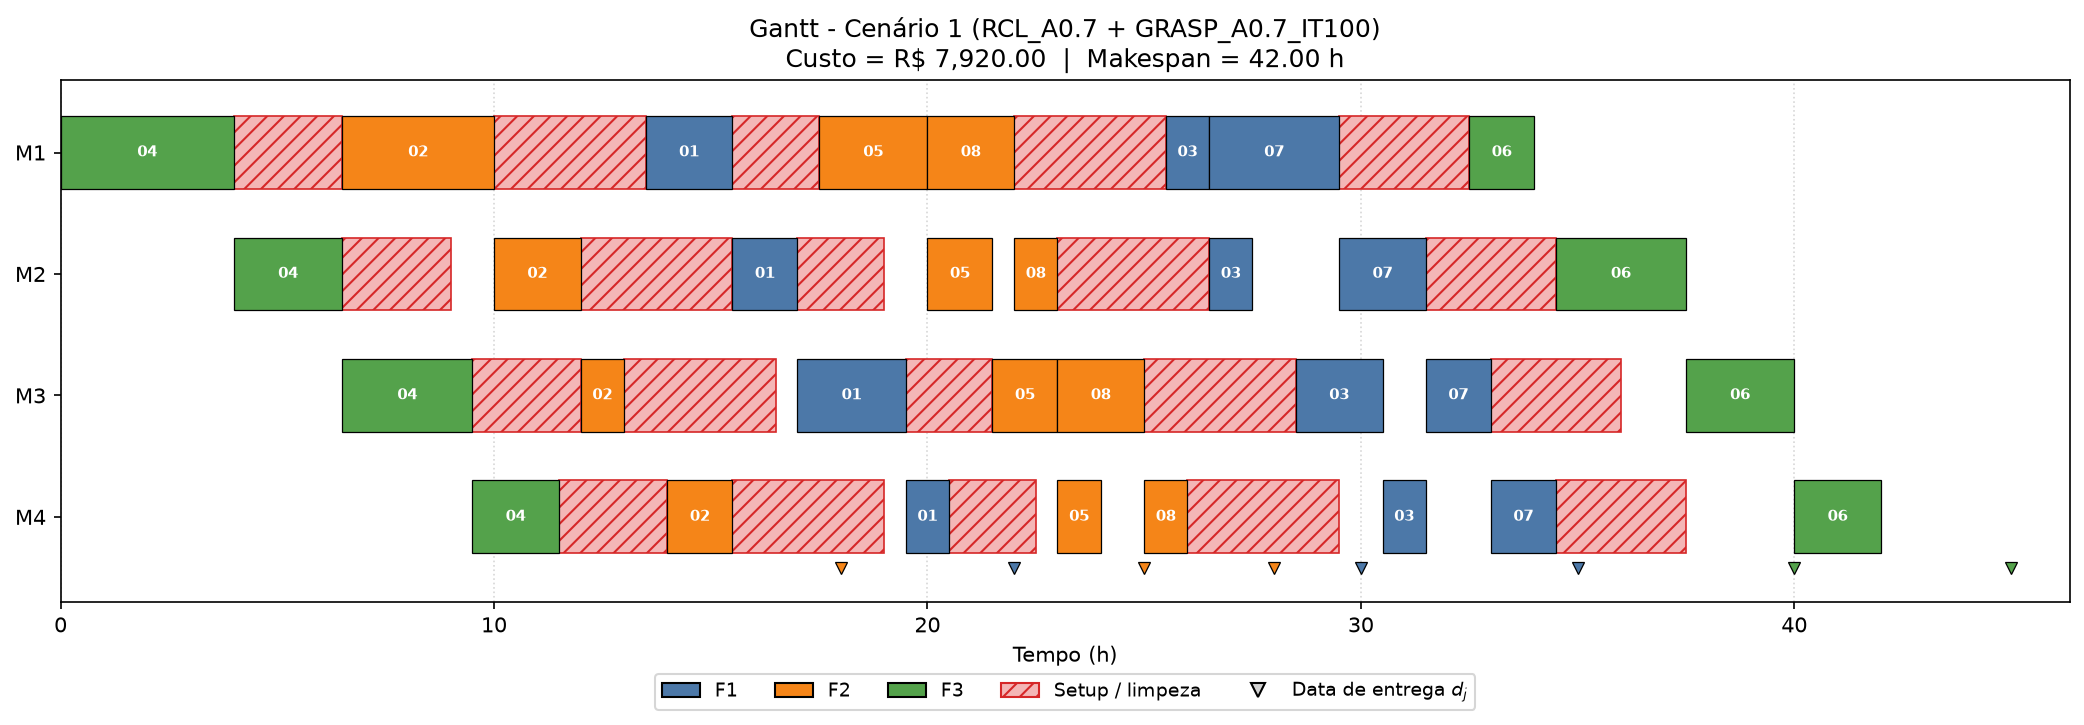 Gantt - Cenário 1 (RCL_A0.7 + GRASP_A0.7_IT100)
Custo = R$ 7,920.00 | Makespan = 42.00 h
M1 04 02 01 05 08 03 07 06
M2 04 02 01 05 08 03 07 06
M3 04 02 01 05 08 03 07 06
M4 04 02 01 05 08 03 07 06
0 10 20 30 40
Tempo (h)
F1 F2 F3 Setup / limpeza Data de entrega dj